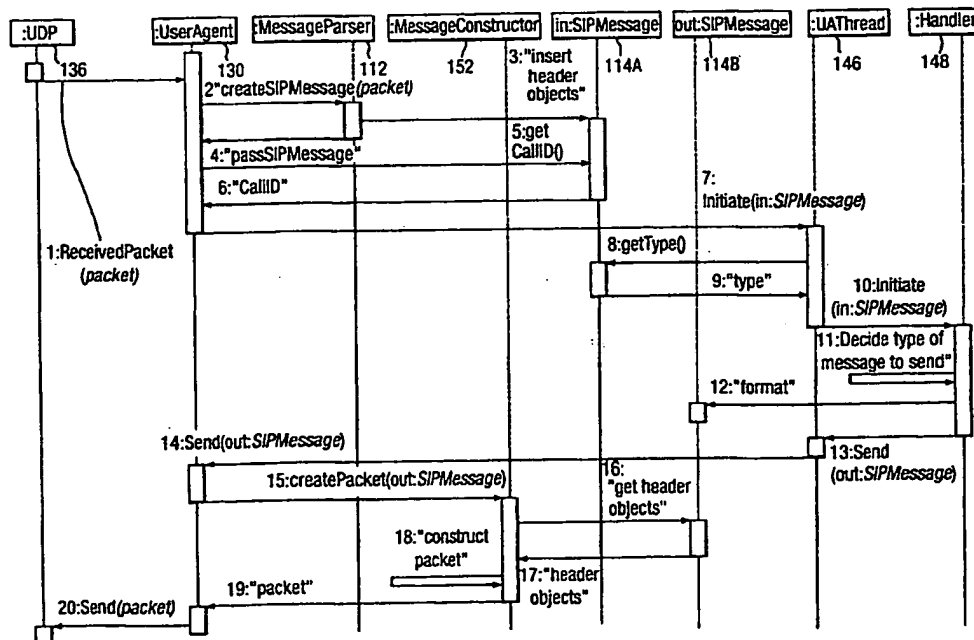 :UDP
:UserAgent
:MessageParser
:MessageConstructor
in:SIPMessage
out:SIPMessage
:UAThread
:Handler
136
130
112
152
114A
114B
146
148
3:"insert
header
objects"
2"createSIPMessage(packet)
5:get
CallID()
4:"passSIPMessage"
6:"CallID"
7:
Initiate(in:SIPMessage)
1:ReceivedPacket
(packet)
8:getType()
9:"type"
10:Initiate
(in:SIPMessage)
11:Decide type of
message to send"
12:"format"
14:Send(out:SIPMessage)
13:Send
(out:SIPMessage)
15:createPacket(out:SIPMessage)
16:
"get header
objects"
18:"construct
packet"
17:"header
objects"
19:"packet"
20:Send(packet)